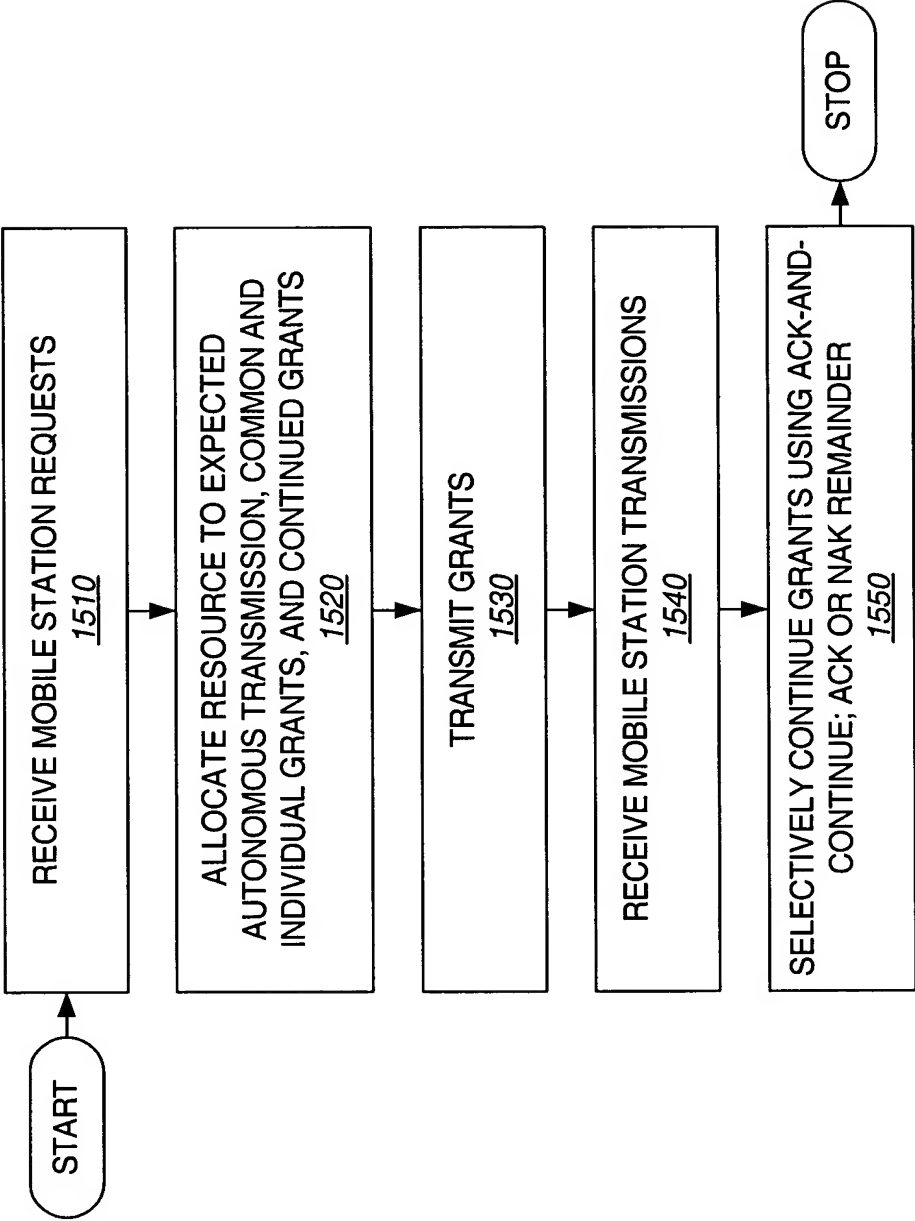 START
RECEIVE MOBILE STATION REQUESTS
1510
ALLOCATE RESOURCE TO EXPECTED
AUTONOMOUS TRANSMISSION, COMMON AND
INDIVIDUAL GRANTS, AND CONTINUED GRANTS
1520
TRANSMIT GRANTS
1530
RECEIVE MOBILE STATION TRANSMISSIONS
1540
SELECTIVELY CONTINUE GRANTS USING ACK-AND-
CONTINUE; ACK OR NAK REMAINDER
1550
STOP